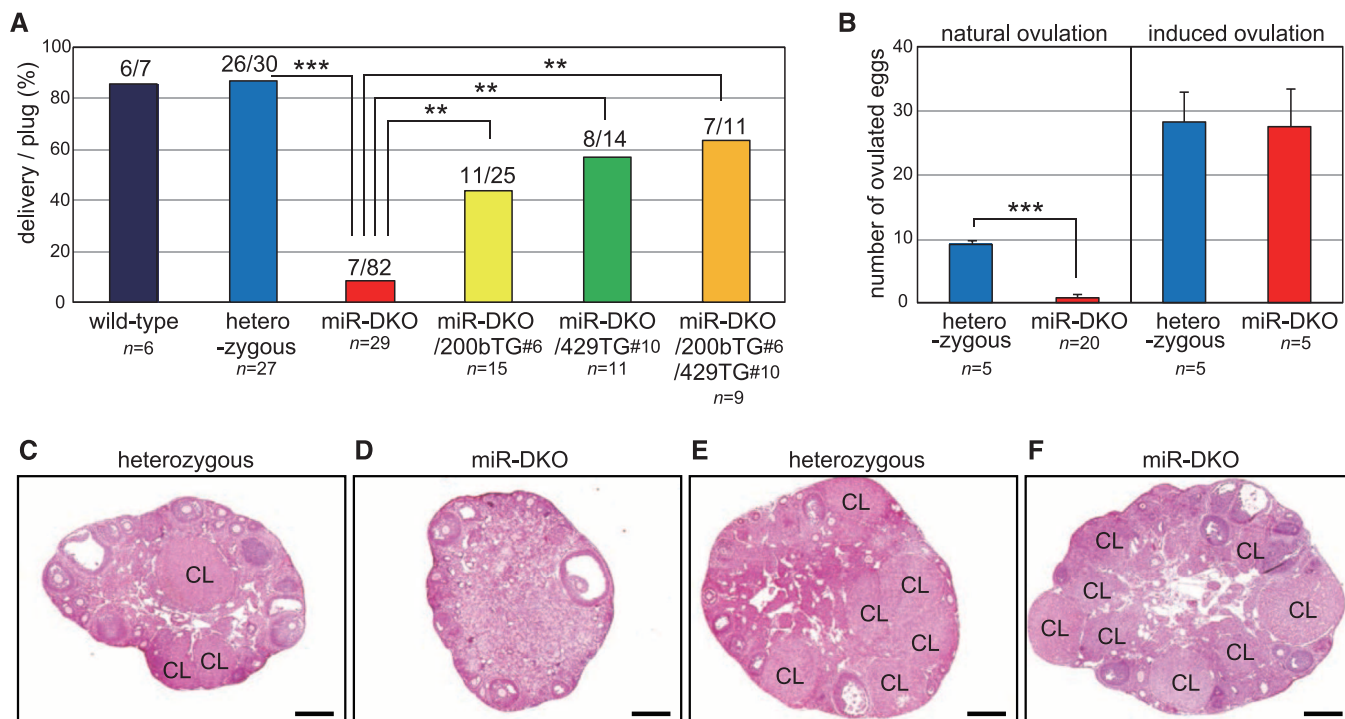 A
delivery / plug (%)
100
80
60
40
20
0
6/7
26/30
7/82
11/25
8/14
7/11
***
**
**
**
wild-type
n=6
hetero
-zygous
n=27
miR-DKO
n=29
miR-DKO
/200bTG#6
n=15
miR-DKO
/429TG#10
n=11
miR-DKO
/200bTG#6
/429TG#10
n=9
B
natural ovulation
induced ovulation
number of ovulated eggs
40
30
20
10
0
***
hetero
-zygous
n=5
miR-DKO
n=20
hetero
-zygous
n=5
miR-DKO
n=5
C
heterozygous
CL
CL
CL
D
miR-DKO
E
heterozygous
CL
CL
CL
CL
CL
CL
F
miR-DKO
CL
CL
CL
CL
CL
CL
CL
CL